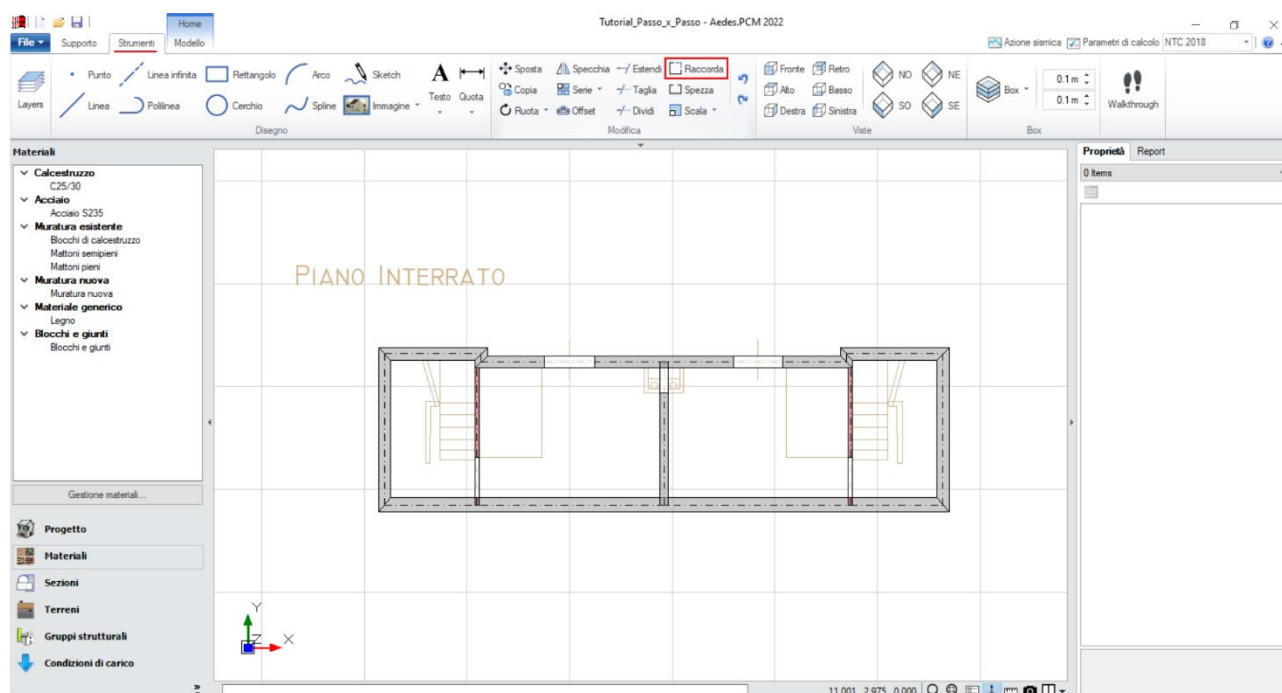 Home
Tutorial_Passo_x_Passo - Aedes.PCM 2022
File Supporto Strumenti Modello
Azione sismica Parametri di calcolo NTC 2018
Layers
Punto Linea infinita Rettangolo Arco Sketch
Linea Polilinea Cerchio Spline Immagine
Testo Quota
Disegno
Sposta Specchia Estendi Raccorda
Copia Serie Taglia Spezza
Ruota Offset Dividi Scala
Modifica
Fronte Retro NO NE
Alto Basso
Destra Sinistra SO SE
Viste
Box 0.1 m
0.1 m
Box
Walkthrough
Materiali
Calcestruzzo
C25/30
Acciaio
Acciaio S235
Muratura esistente
Blocchi di calcestruzzo
Mattoni semipieni
Mattoni pieni
Muratura nuova
Muratura nuova
Materiale generico
Legno
Blocchi e giunti
Blocchi e giunti
Gestione materiali...
Progetto
Materiali
Sezioni
Terreni
Gruppi strutturali
Condizioni di carico
PIANO INTERRATO
Y
Z X
Proprietà Report
0 Items
11.001 2.975 0.000